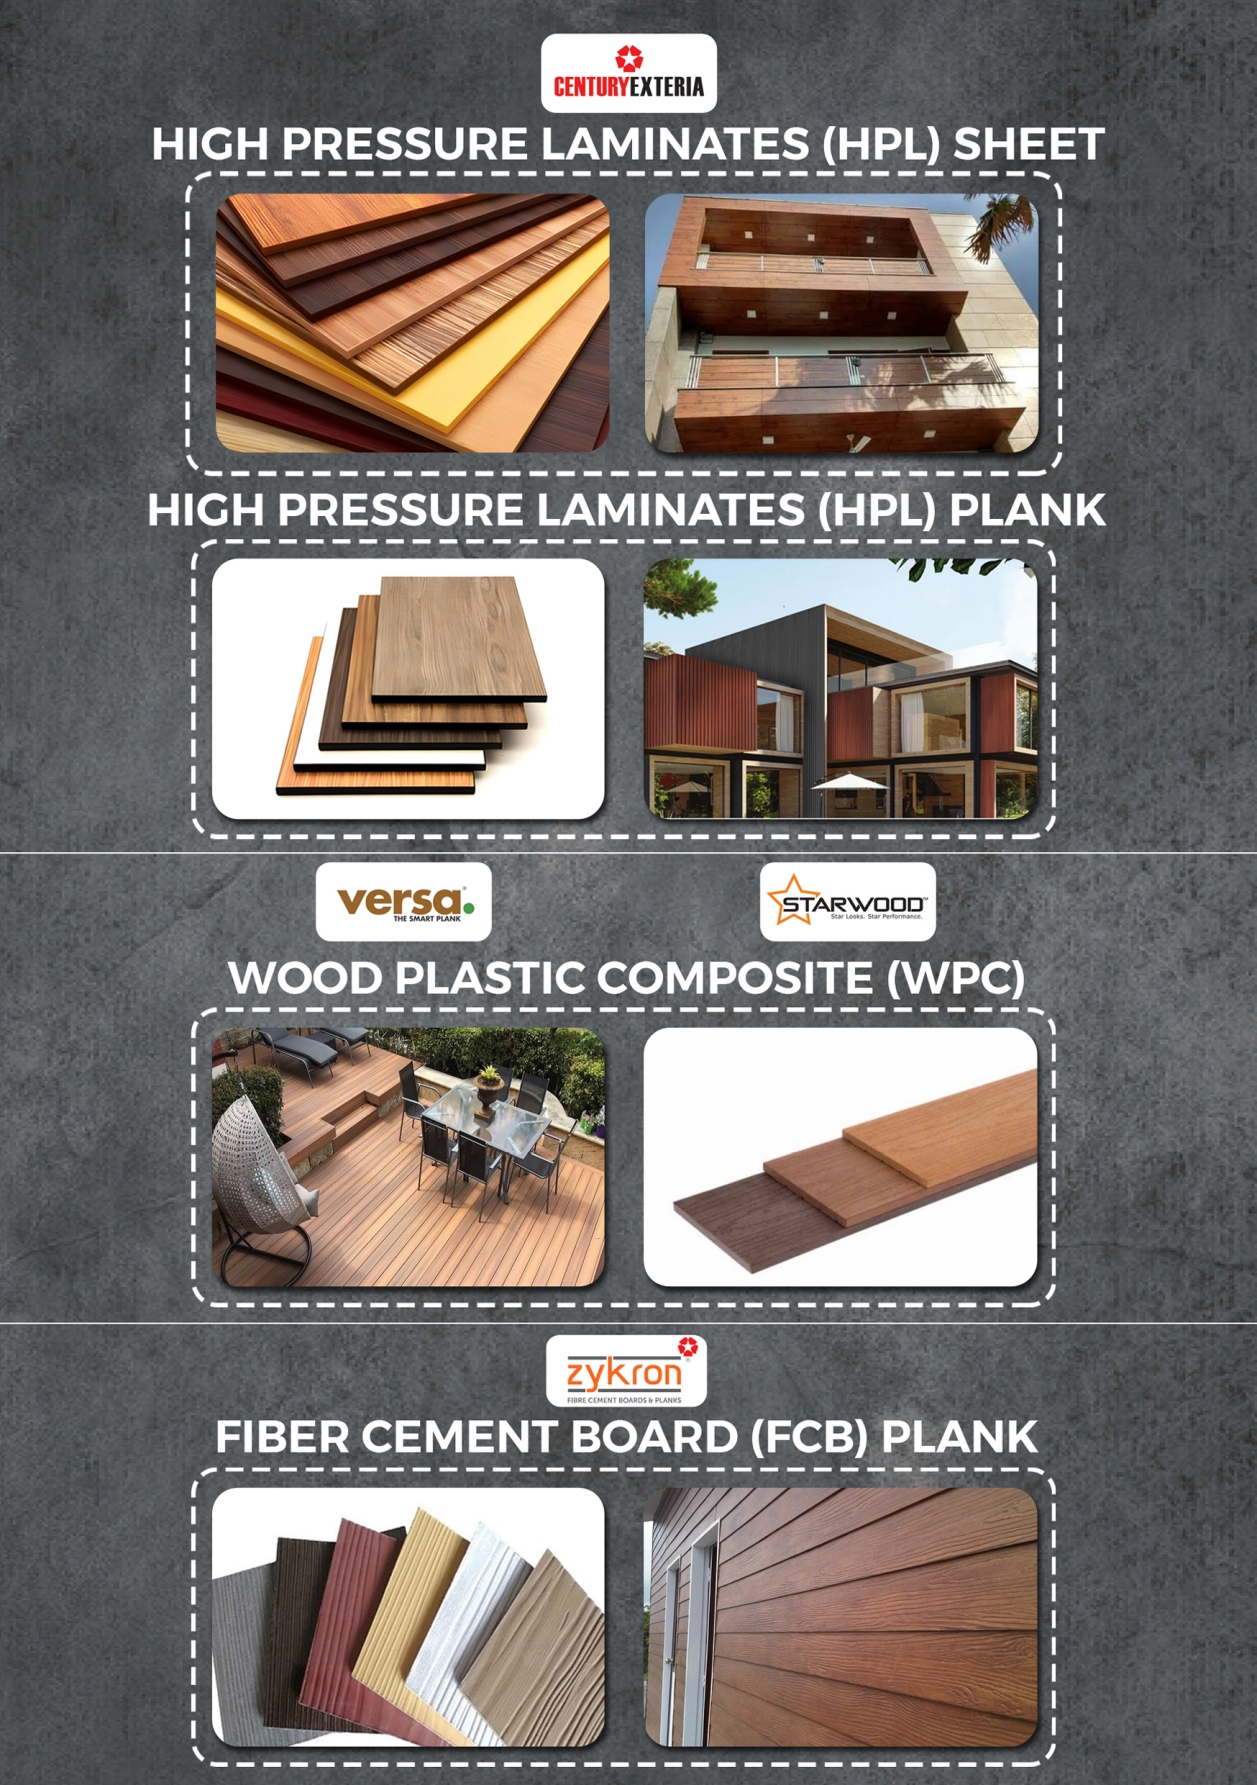 CENTURYEXTERIA
HIGH PRESSURE LAMINATES (HPL) SHEET
HIGH PRESSURE LAMINATES (HPL) PLANK
versa.®
THE SMART PLANK
STARWOOD™
Star Looks. Star Performance.
WOOD PLASTIC COMPOSITE (WPC)
zykron®
FIBRE CEMENT BOARDS & PLANKS
FIBER CEMENT BOARD (FCB) PLANK